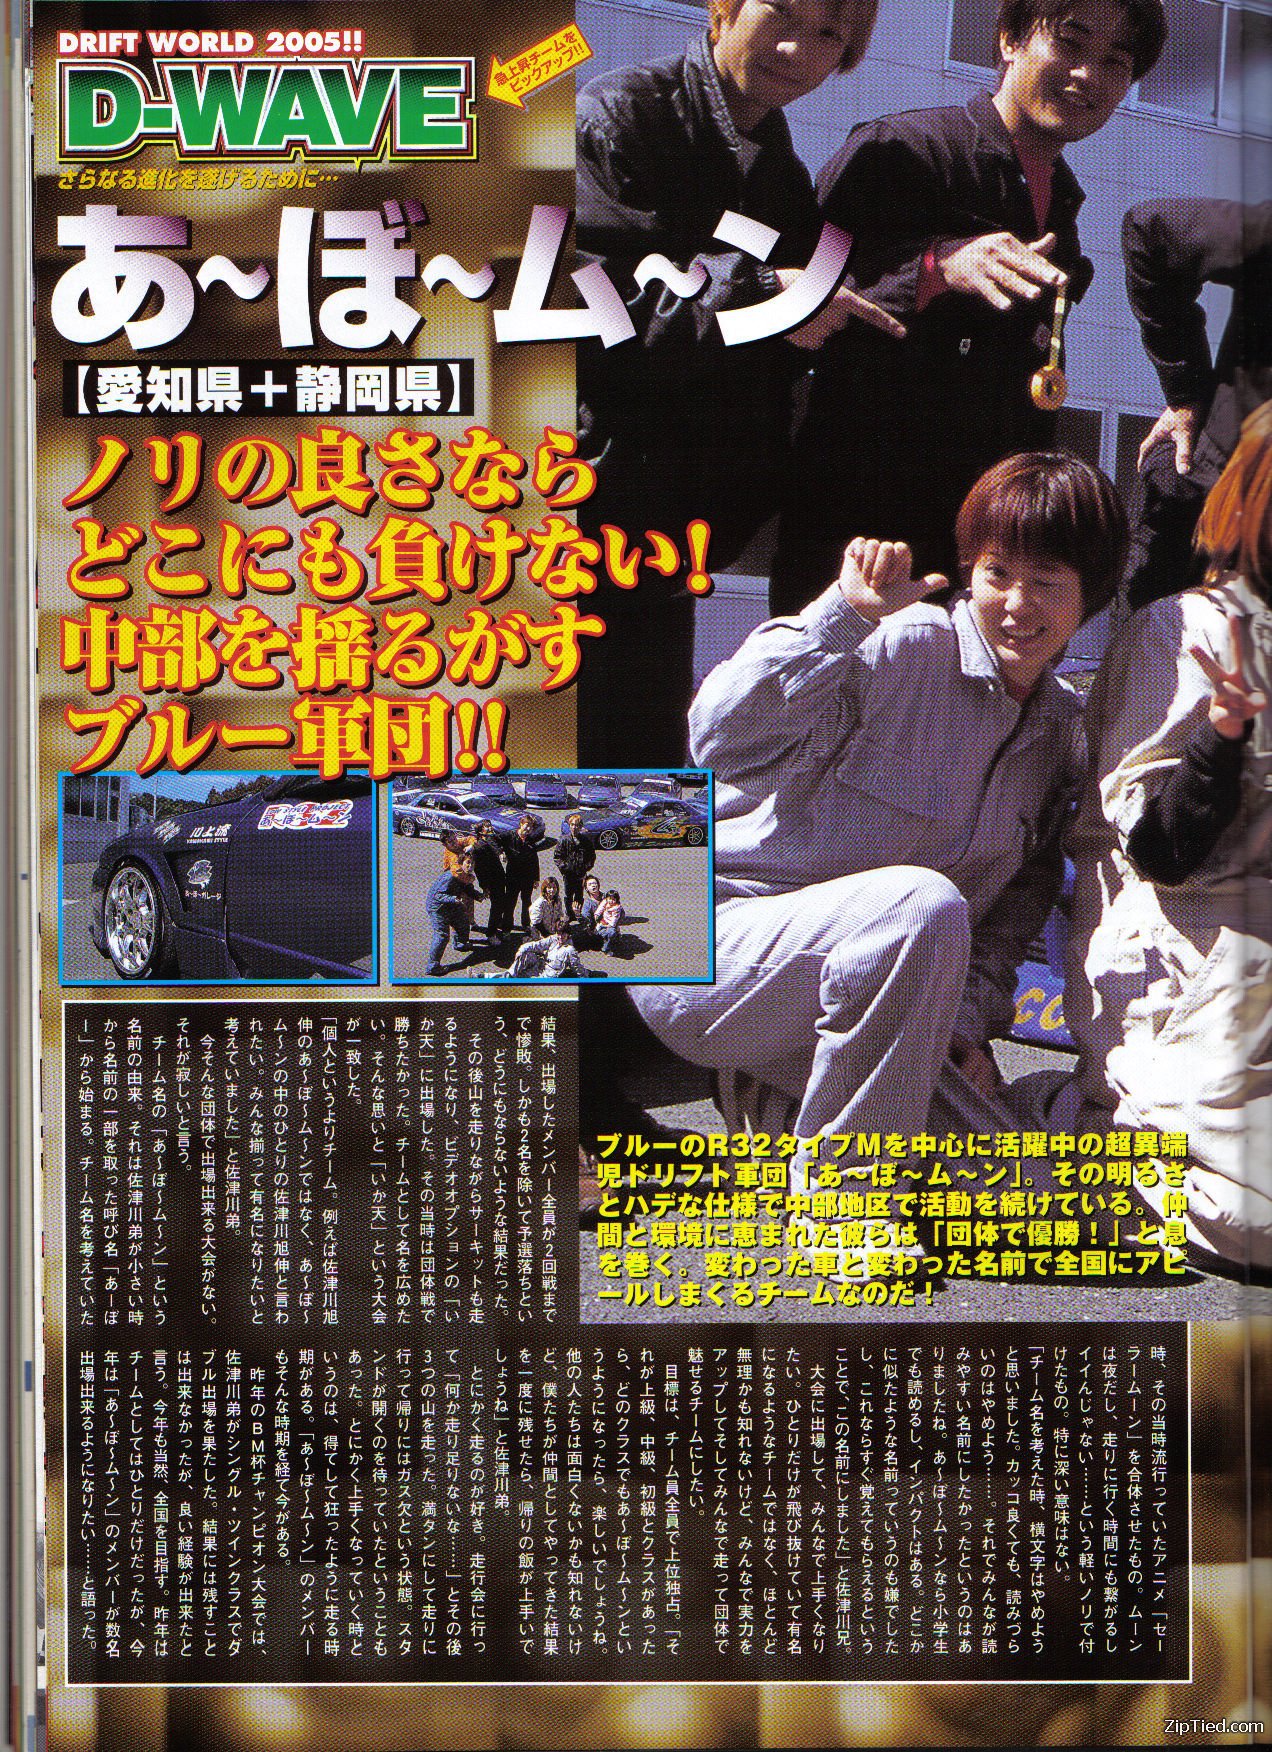 DRIFT WORLD 2005!!
D-WAVE
急上昇チームを
ピックアップ!!
さらなる進化を遂げるために…
あ〜ぼ〜ム〜ン
【愛知県＋静岡県】
ノリの良さなら
どこにも負けない!
中部を揺るがす
ブルー軍団!!
川上流
KAWAKAMI STYLE
あ〜ぼ〜ガレージ
あ〜ぼ〜ム〜ン
ブルーのR32タイプMを中心に活躍中の超異端
児ドリフト軍団「あ〜ぼ〜ム〜ン」。その明るさ
とハデな仕様で中部地区で活動を続けている。仲
間と環境に恵まれた彼らは「団体で優勝！」と息
を巻く。変わった車と変わった名前で全国にアピ
ールしまくるチームなのだ！
結果、出場したメンバー全員が2回戦まで
で惨敗。しかも2名を除いて予選落ちとい
う、どうにもならないような結果だった。
その後山を走りながらサーキットも走
るようになり、ビデオオプションの「い
か天」に出場した。その当時は団体戦で
勝ちたかった。チームとして名を広めた
い。そんな思いと「いか天」という大会
が一致した。
「個人というよりチーム。例えば佐津川旭
伸のあ〜ぼ〜ム〜ンではなく、あ〜ぼ〜
ム〜ンの中のひとりの佐津川旭伸と言わ
れたい。みんな揃って有名になりたいと
考えていました」と佐津川弟。
今そんな団体で出場出来る大会がない。
それが寂しいと言う。
チーム名の「あ〜ぼ〜ム〜ン」という
名前の由来。それは佐津川弟が小さい時
から名前の一部を取った呼び名「あーぼ
ー」から始まる。チーム名を考えていた
時、その当時流行っていたアニメ「セー
ラームーン」を合体させたもの。ムーン
は夜だし、走りに行く時間にも繋がるし
イイんじゃない……という軽いノリで付
けたもの。特に深い意味はない。
「チーム名を考えた時、横文字はやめよう
と思いました。カッコ良くても、読みづら
いのはやめよう……。それでみんなが読
みやすい名前にしたかったというのはあ
りましたね。あ〜ぼ〜ム〜ンなら小学生
でも読めるし、インパクトはある。どこか
に似たような名前っていうのも嫌でした
し、これならすぐ覚えてもらえるという
ことで、この名前にしました」と佐津川兄。
大会に出場して、みんなで上手くなり
たい。ひとりだけが飛び抜けていて有名
になるようなチームではなく、ほとんど
無理かも知れないけど、みんなで実力を
アップしてそしてみんなで走って団体で
魅せるチームにしたい。
目標は、チーム員全員で上位独占。「そ
れが上級、中級、初級とクラスがあった
ら、どのクラスでもあ〜ぼ〜ム〜ンとい
うようになったら、楽しいでしょうね。
他の人たちは面白くないかも知れないけ
ど、僕たちが仲間としてやってきた結果
を一度に残せたら、帰りの飯が上手いで
しょうね」と佐津川弟。
とにかく走るのが好き。走行会に行っ
て「何か走り足りないな……」とその後
3つの山を走った。満タンにして走りに
行って帰りにはガス欠という状態。スタ
ンドが開くのを待っていたということも
あった。とにかく上手くなっていく時と
いうのは、得てして狂ったように走る時
期がある。「あ〜ぼ〜ム〜ン」のメンバー
もそんな時期を経て今がある。
昨年のBM杯チャンピオン大会では、
佐津川弟がシングル・ツインクラスでダ
ブル出場を果たした。結果には残すこと
は出来なかったが、良い経験が出来たと
言う。今年も当然、全国を目指す。昨年は
チームとしてはひとりだけだったが、今
年は「あ〜ぼ〜ム〜ン」のメンバーが数名
出場出来るようになりたい……と語った。
ZipTied.com